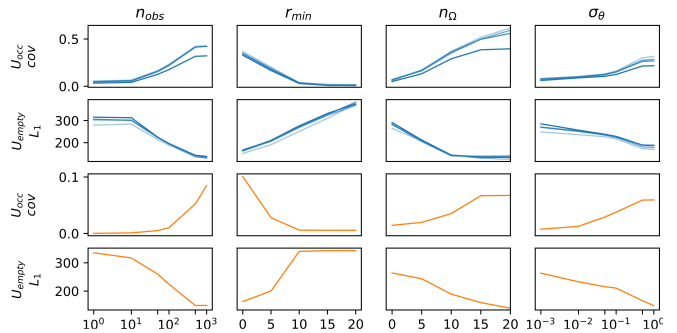 n_obs r_min n_Ω σ_θ
U_occ cov 0.5 0.0
U_empty L_1 300 200
U_occ cov 0.1 0.0
U_empty L_1 300 200
10^0 10^1 10^2 10^3 0 5 10 15 20 0 5 10 15 20 10^-3 10^-2 10^-1 10^0